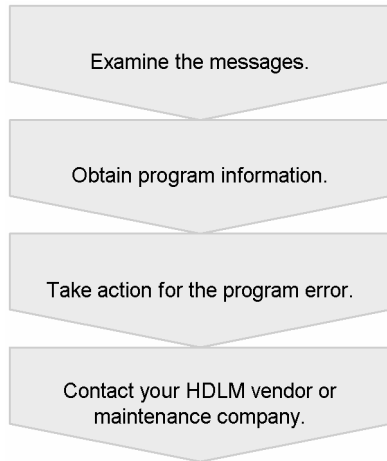 Examine the messages.
Obtain program information.
Take action for the program error.
Contact your HDLM vendor or
maintenance company.